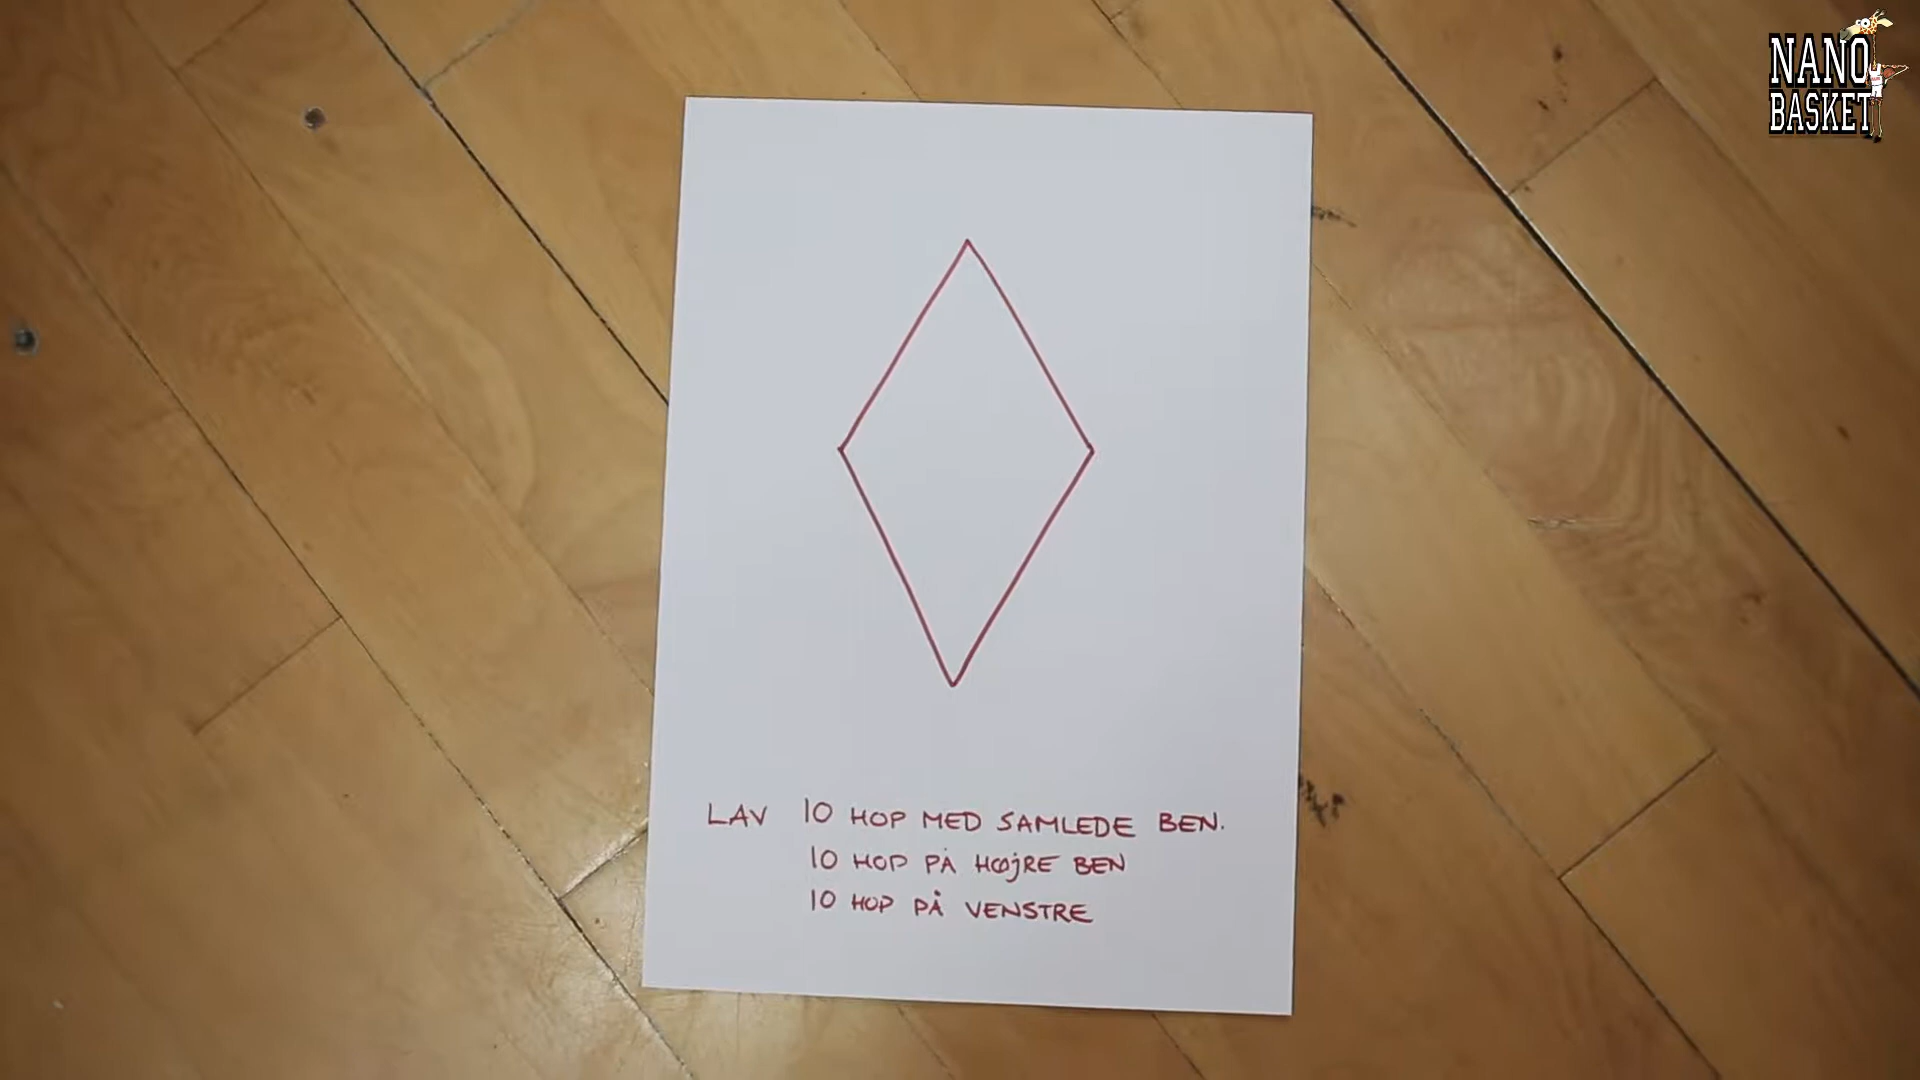 NANO
BASKET
LAV 10 HOP MED SAMLEDE BEN.
10 HOP PÅ HØJRE BEN
10 HOP PÅ VENSTRE